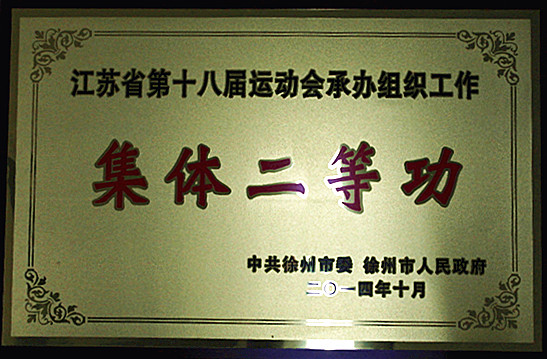 江苏省第十八届运动会承办组织工作
集体二等功
中共徐州市委 徐州市人民政府
二〇一四年十月